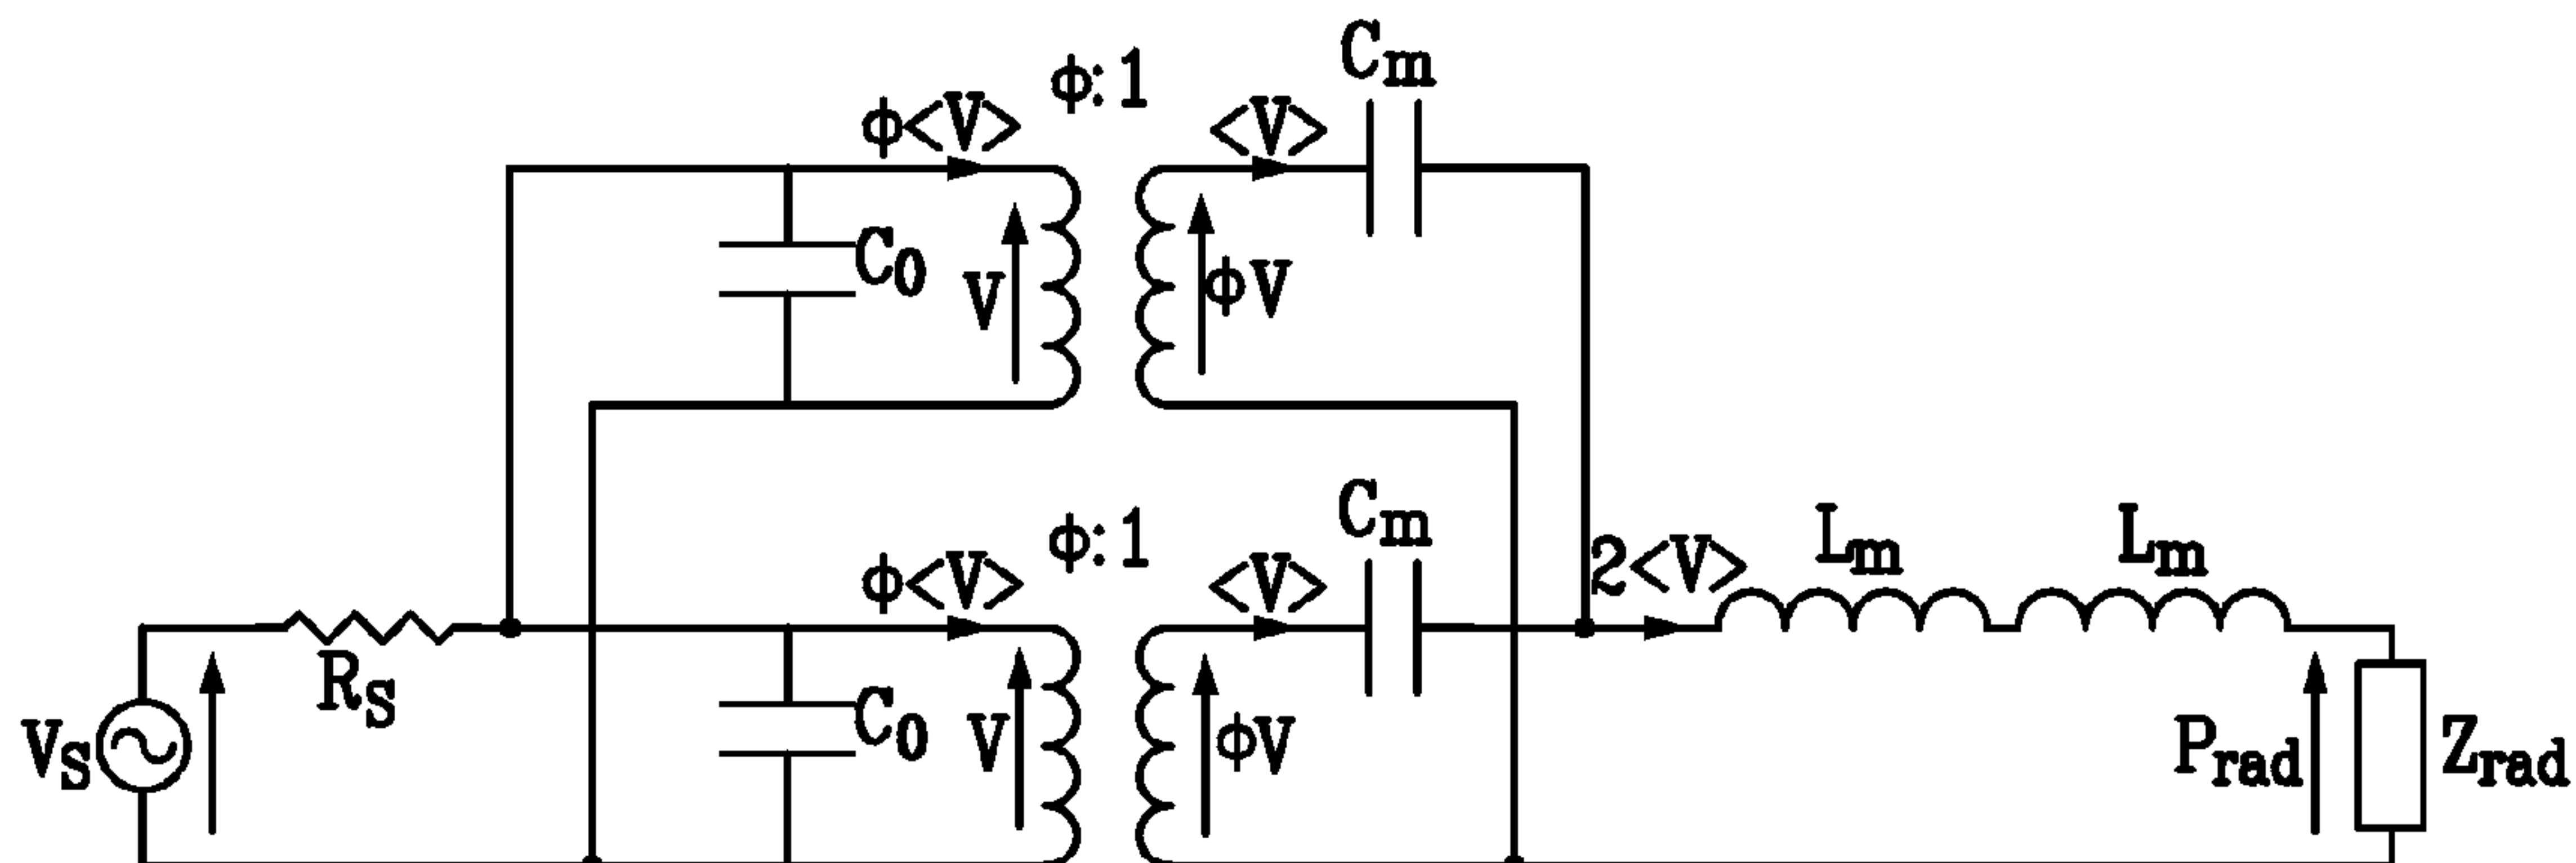 Cm
ϕ<V> ϕ:1 <V>
C0 V ϕV
Cm
ϕ<V> ϕ:1 <V> 2<V> Lm Lm
RS
VS C0 V ϕV Prad Zrad